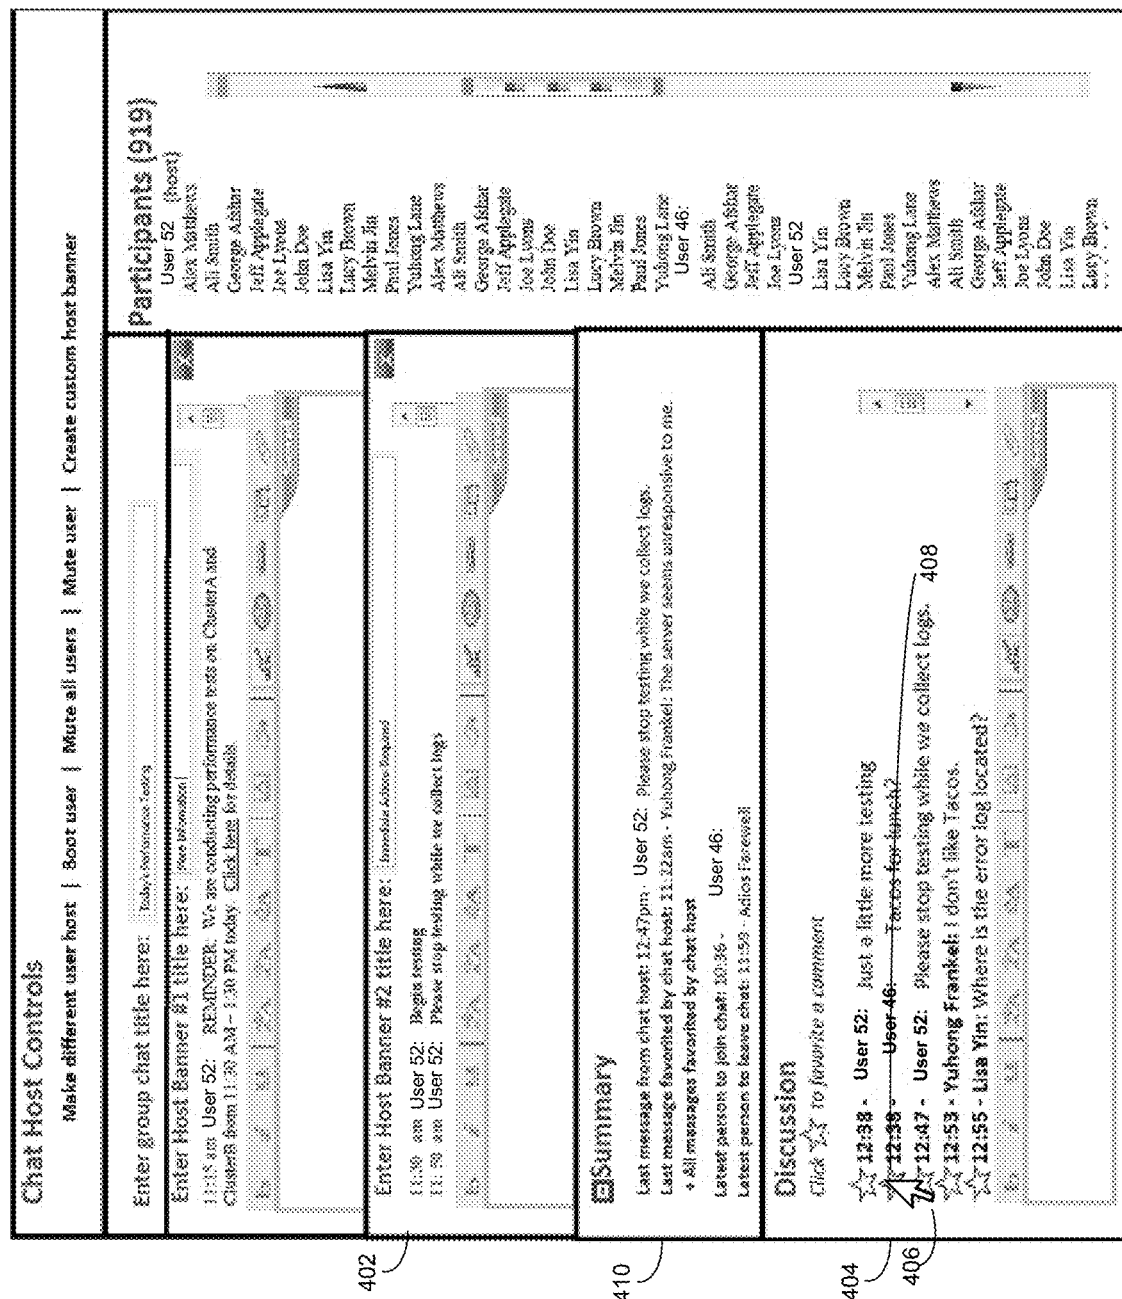 Chat Host Controls
Make different user host | Boot user | Mute all users | Mute user | Create custom host banner
Enter group chat title here: Today's Performance Testing
Enter Host Banner #1 title here: More Information
11:15 am User 52: REMINDER: We are conducting performance tests on ClusterA and
ClusterB from 11:30 AM – 1:30 PM today. Click here for details.
Enter Host Banner #2 title here: Immediate Actions Required
11:30 am User 52: Begin testing
11:50 am User 52: Please stop testing while we collect logs
Summary
Last message from chat host: 12:47pm - User 52: Please stop testing while we collect logs.
Last message favorited by chat host: 11:22am - Yuhong Frankel: The server seems unresponsive to me.
+ All messages favorited by chat host
Latest person to join chat: 12:36 - User 46:
Latest person to leave chat: 11:59 - Adios Farewell
Discussion
Click ☆ to favorite a comment
12:38 - User 52: Just a little more testing
12:38 - User 46: Tacos for lunch?
12:47 - User 52: Please stop testing while we collect logs.
12:53 - Yuhong Frankel: I don't like Tacos.
12:55 - Lisa Yin: Where is the error log located?
Participants (919)
User 52 (host)
Alex Matthews
Ali Smith
George Afshar
Jeff Applegate
Joe Lyons
John Doe
Lisa Yin
Lucy Brown
Melvin Jin
Paul Jones
Yuhong Lane
Alex Matthews
Ali Smith
George Afshar
Jeff Applegate
Joe Lyons
John Doe
Lisa Yin
Lucy Brown
Melvin Jin
Paul Jones
Yuhong Lane
User 46:
Ali Smith
George Afshar
Jeff Applegate
Joe Lyons
User 52
Lisa Yin
Lucy Brown
Melvin Jin
Paul Jones
Yuhong Lane
Alex Matthews
Ali Smith
George Afshar
Jeff Applegate
Joe Lyons
John Doe
Lisa Yin
Lucy Brown
402
410
404
406
408